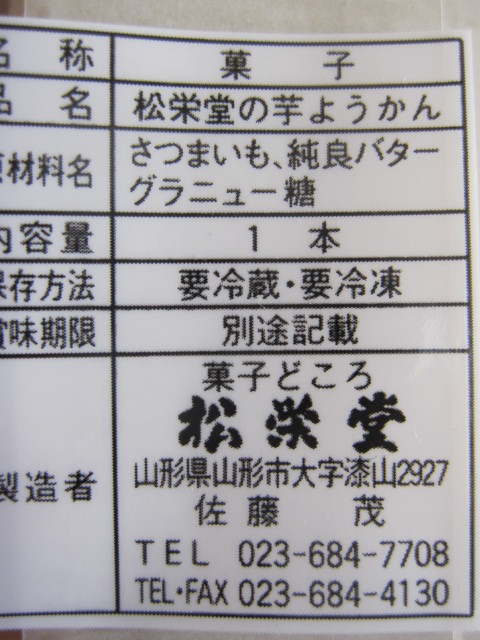 名称 菓子
品名 松栄堂の芋ようかん
原材料名 さつまいも、純良バター
グラニュー糖
内容量 1本
保存方法 要冷蔵・要冷凍
賞味期限 別途記載
製造者 菓子どころ
松栄堂
山形県山形市大字漆山2927
佐藤 茂
TEL 023-684-7708
TEL・FAX 023-684-4130